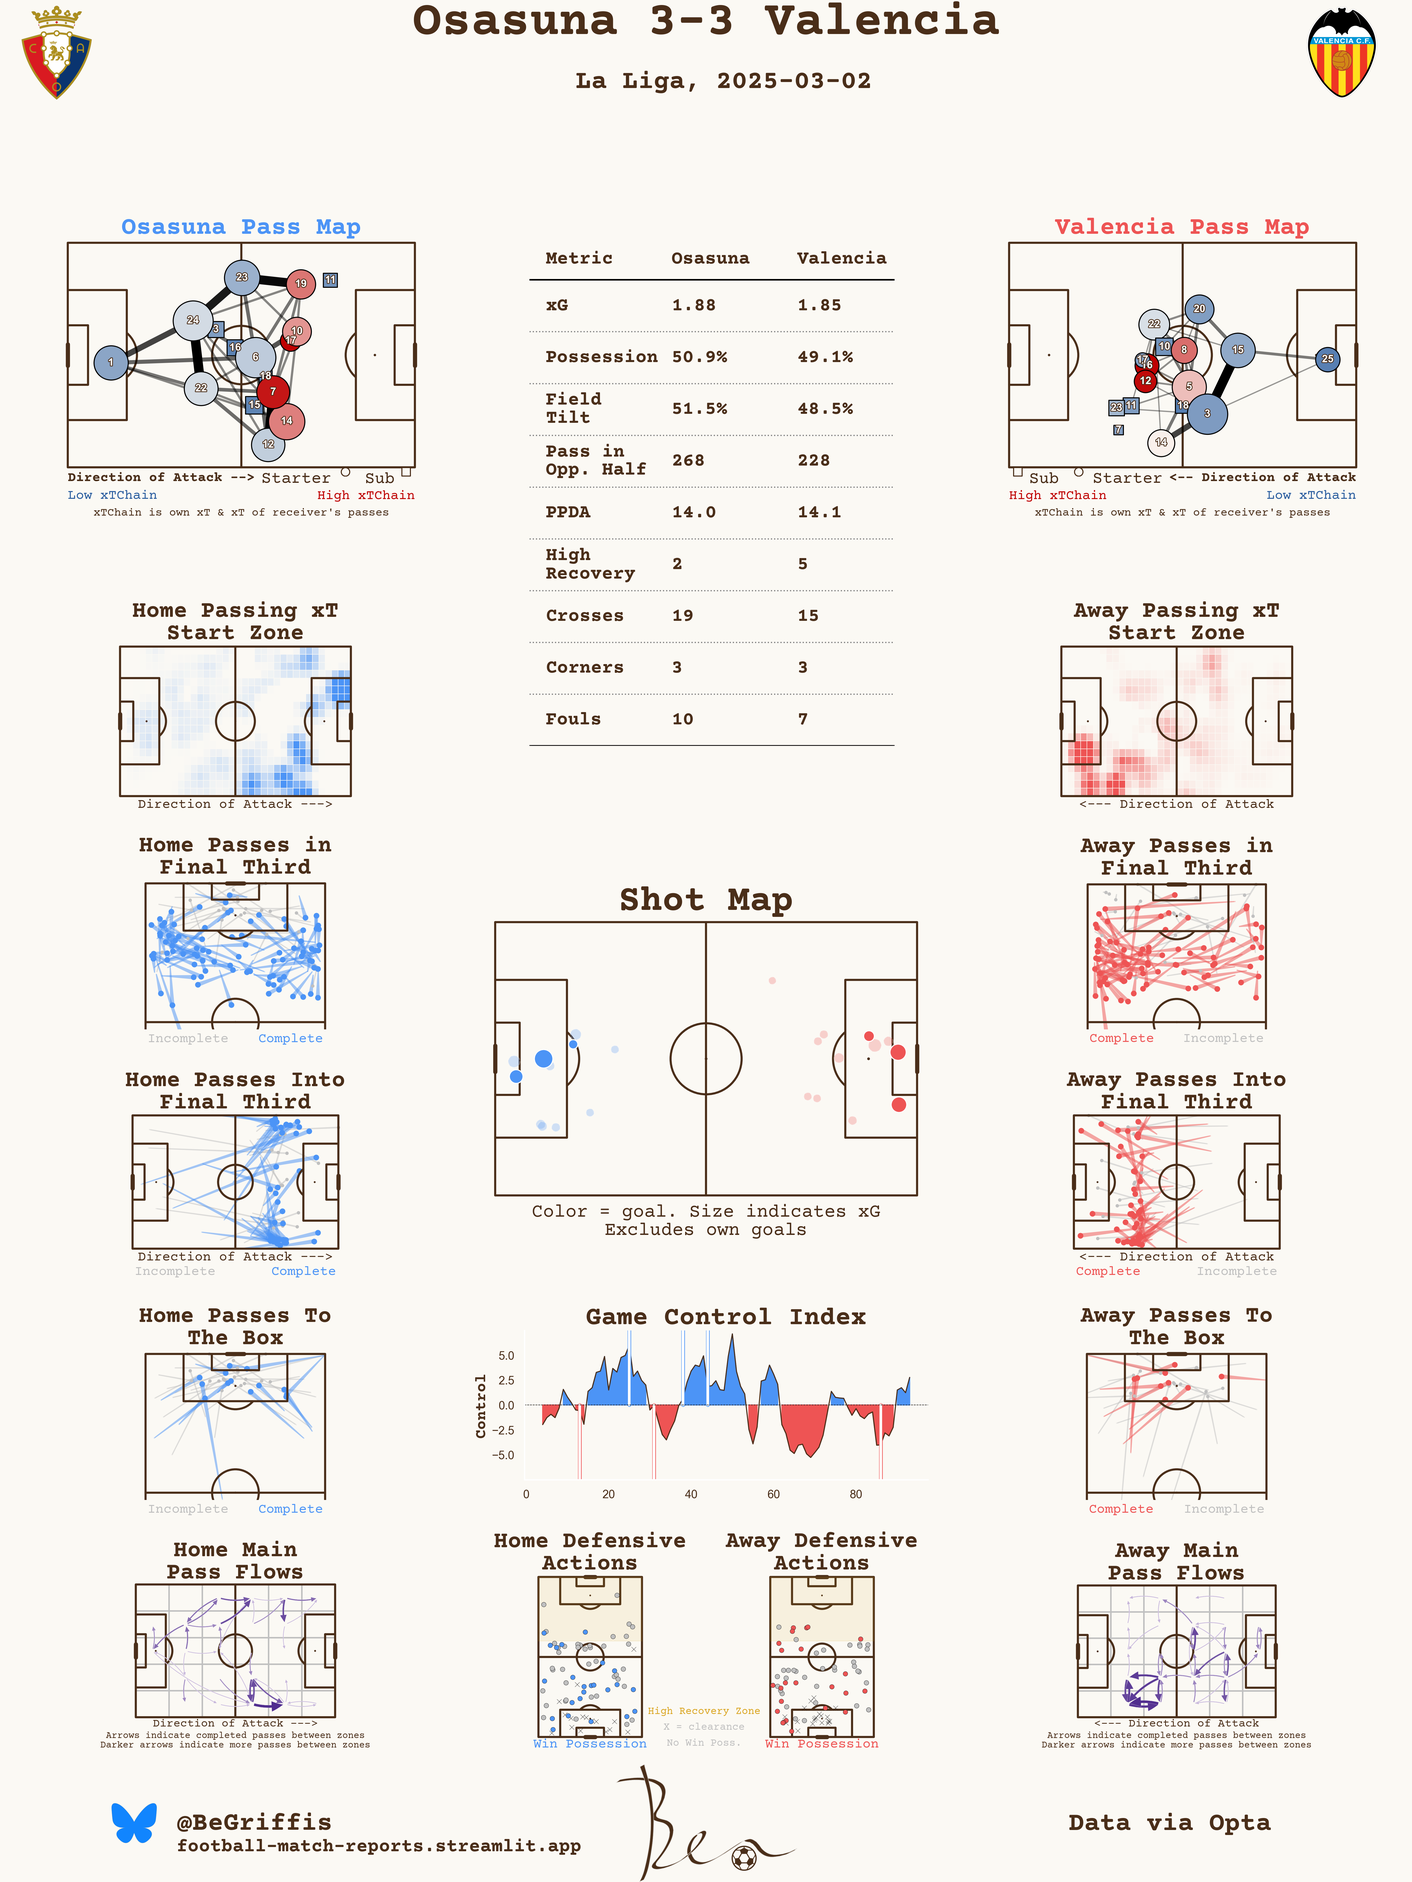 Osasuna 3-3 Valencia
La Liga, 2025-03-02
C A
O
VALENCIA C.F.
Osasuna Pass Map
23
19
11
24
3
10
17
16
6
1
18
22
7
15
14
12
Direction of Attack --> Starter Sub
Low xTChain High xTChain
xTChain is own xT & xT of receiver's passes
Metric Osasuna Valencia
xG 1.88 1.85
Possession 50.9% 49.1%
Field
Tilt 51.5% 48.5%
Pass in
Opp. Half 268 228
PPDA 14.0 14.1
High
Recovery 2 5
Crosses 19 15
Corners 3 3
Fouls 10 7
Valencia Pass Map
20
22
10
8
15
17
6
25
12
5
23
11
18
3
7
14
Sub Starter <-- Direction of Attack
High xTChain Low xTChain
xTChain is own xT & xT of receiver's passes
Home Passing xT
Start Zone
Direction of Attack --->
Away Passing xT
Start Zone
<--- Direction of Attack
Home Passes in
Final Third
Incomplete Complete
Shot Map
Color = goal. Size indicates xG
Excludes own goals
Away Passes in
Final Third
Complete Incomplete
Home Passes Into
Final Third
Direction of Attack --->
Incomplete Complete
Away Passes Into
Final Third
<--- Direction of Attack
Complete Incomplete
Home Passes To
The Box
Incomplete Complete
Game Control Index
Control
5.0
2.5
0.0
−2.5
−5.0
0 20 40 60 80
Away Passes To
The Box
Complete Incomplete
Home Main
Pass Flows
Direction of Attack --->
Arrows indicate completed passes between zones
Darker arrows indicate more passes between zones
Home Defensive
Actions
Win Possession
High Recovery Zone
X = clearance
No Win Poss.
Away Defensive
Actions
Win Possession
Away Main
Pass Flows
<--- Direction of Attack
Arrows indicate completed passes between zones
Darker arrows indicate more passes between zones
@BeGriffis
football-match-reports.streamlit.app
Ben
Data via Opta